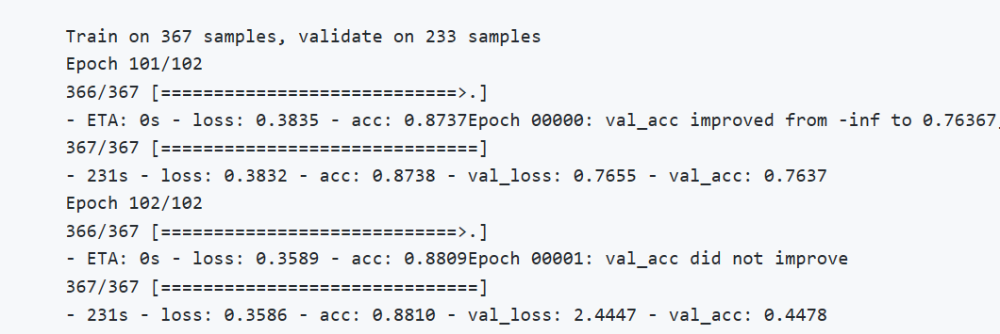 Train on 367 samples, validate on 233 samples
Epoch 101/102
366/367 [============================>.]
- ETA: 0s - loss: 0.3835 - acc: 0.8737Epoch 00000: val_acc improved from -inf to 0.76367,
367/367 [==============================]
- 231s - loss: 0.3832 - acc: 0.8738 - val_loss: 0.7655 - val_acc: 0.7637
Epoch 102/102
366/367 [============================>.]
- ETA: 0s - loss: 0.3589 - acc: 0.8809Epoch 00001: val_acc did not improve
367/367 [==============================]
- 231s - loss: 0.3586 - acc: 0.8810 - val_loss: 2.4447 - val_acc: 0.4478